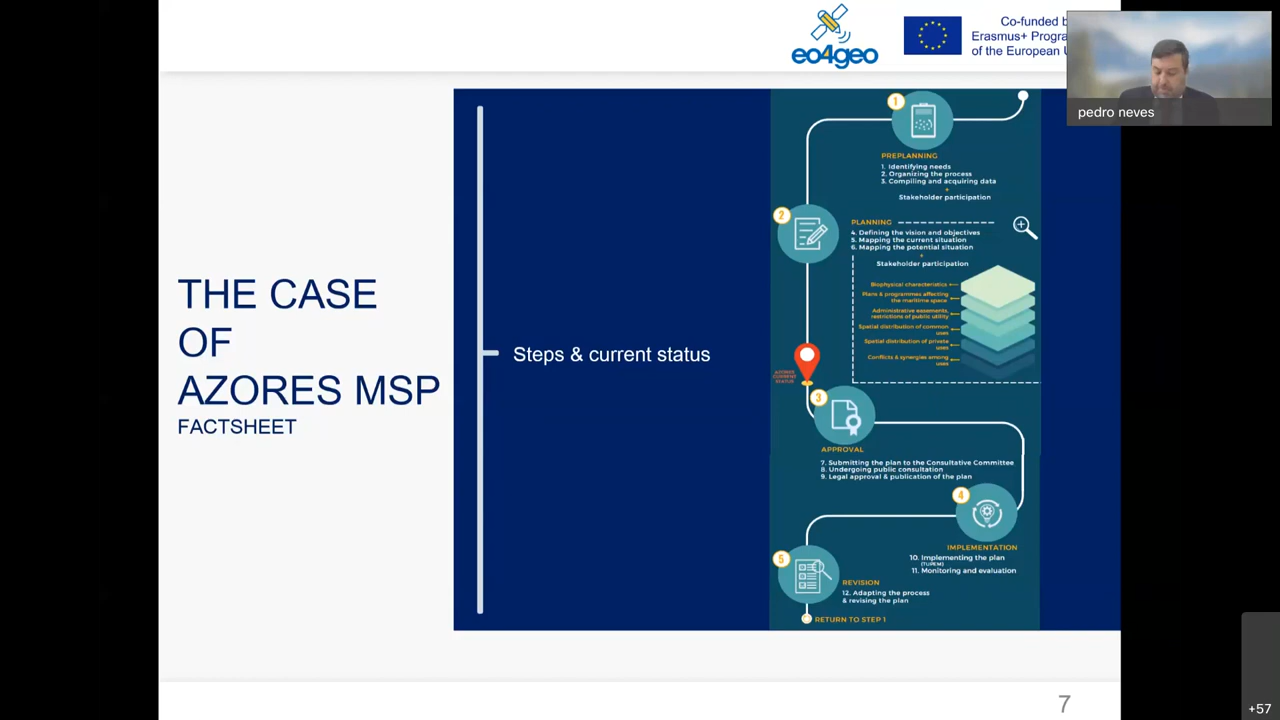 eo4geo
Co-funded b
Erasmus+ Progra
of the European U
pedro neves
THE CASE
OF
AZORES MSP
FACTSHEET
Steps & current status
1
PREPLANNING
1. Identifying needs
2. Organizing the process
3. Compiling and acquiring data
+
Stakeholder participation
2
PLANNING
4. Defining the vision and objectives
5. Mapping the current situation
6. Mapping the potential situation
+
Stakeholder participation
Biophysical characteristics
Plans & programmes affecting
the maritime space
Administrative easements,
restrictions of public utility
Spatial distribution of common
uses
Spatial distribution of private
uses
Conflicts & synergies among
uses
AZORES
CURRENT
STATUS
3
APPROVAL
7. Submitting the plan to the Consultative Committee
8. Undergoing public consultation
9. Legal approval & publication of the plan
4
IMPLEMENTATION
10. Implementing the plan
(TUPEM)
11. Monitoring and evaluation
5
REVISION
12. Adapting the process
& revising the plan
RETURN TO STEP 1
7
+57